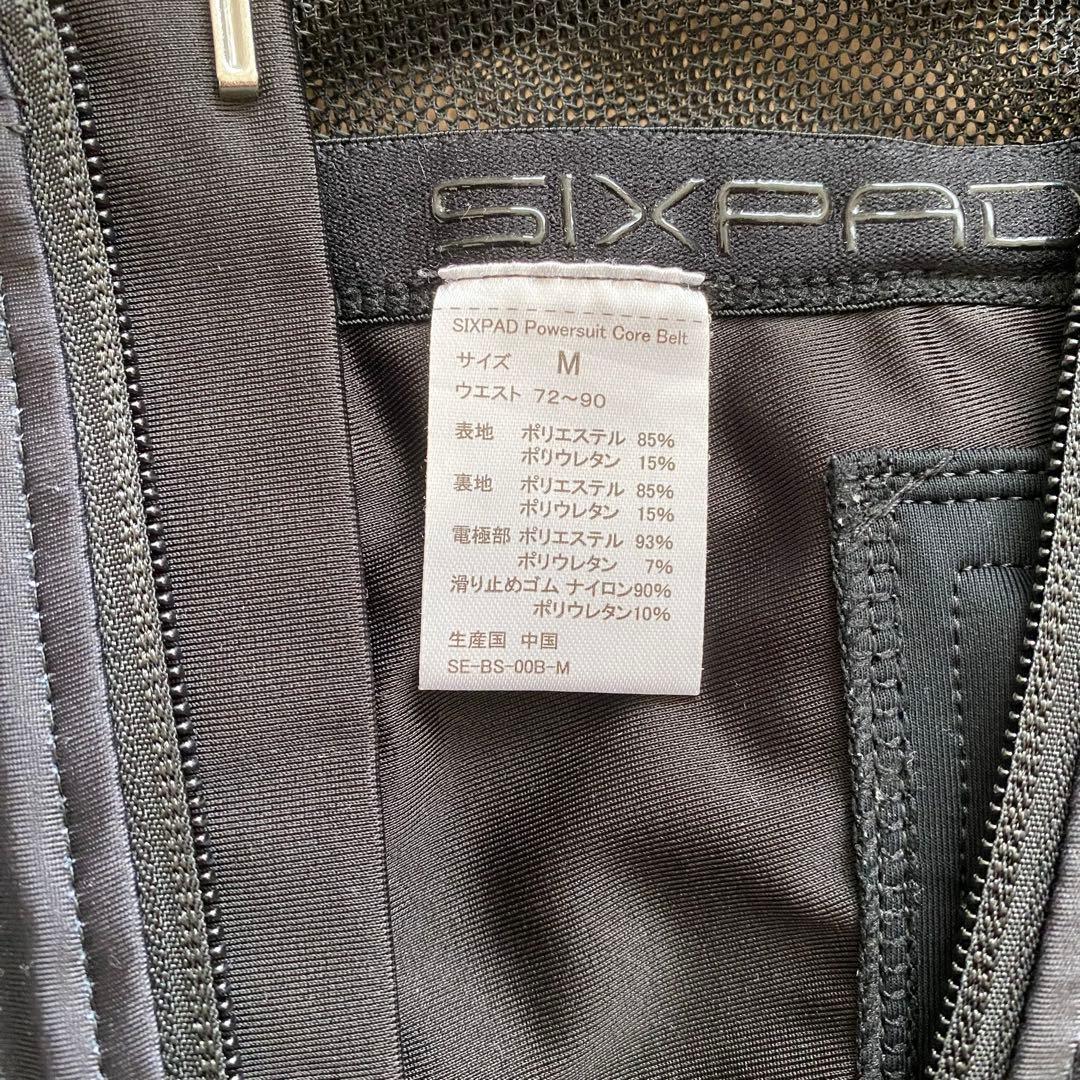 SIXPAD
SIXPAD Powersuit Core Belt
サイズ M
ウエスト 72～90
表地 ポリエステル 85%
ポリウレタン 15%
裏地 ポリエステル 85%
ポリウレタン 15%
電極部 ポリエステル 93%
ポリウレタン 7%
滑り止めゴム ナイロン90%
ポリウレタン10%
生産国 中国
SE-BS-00B-M